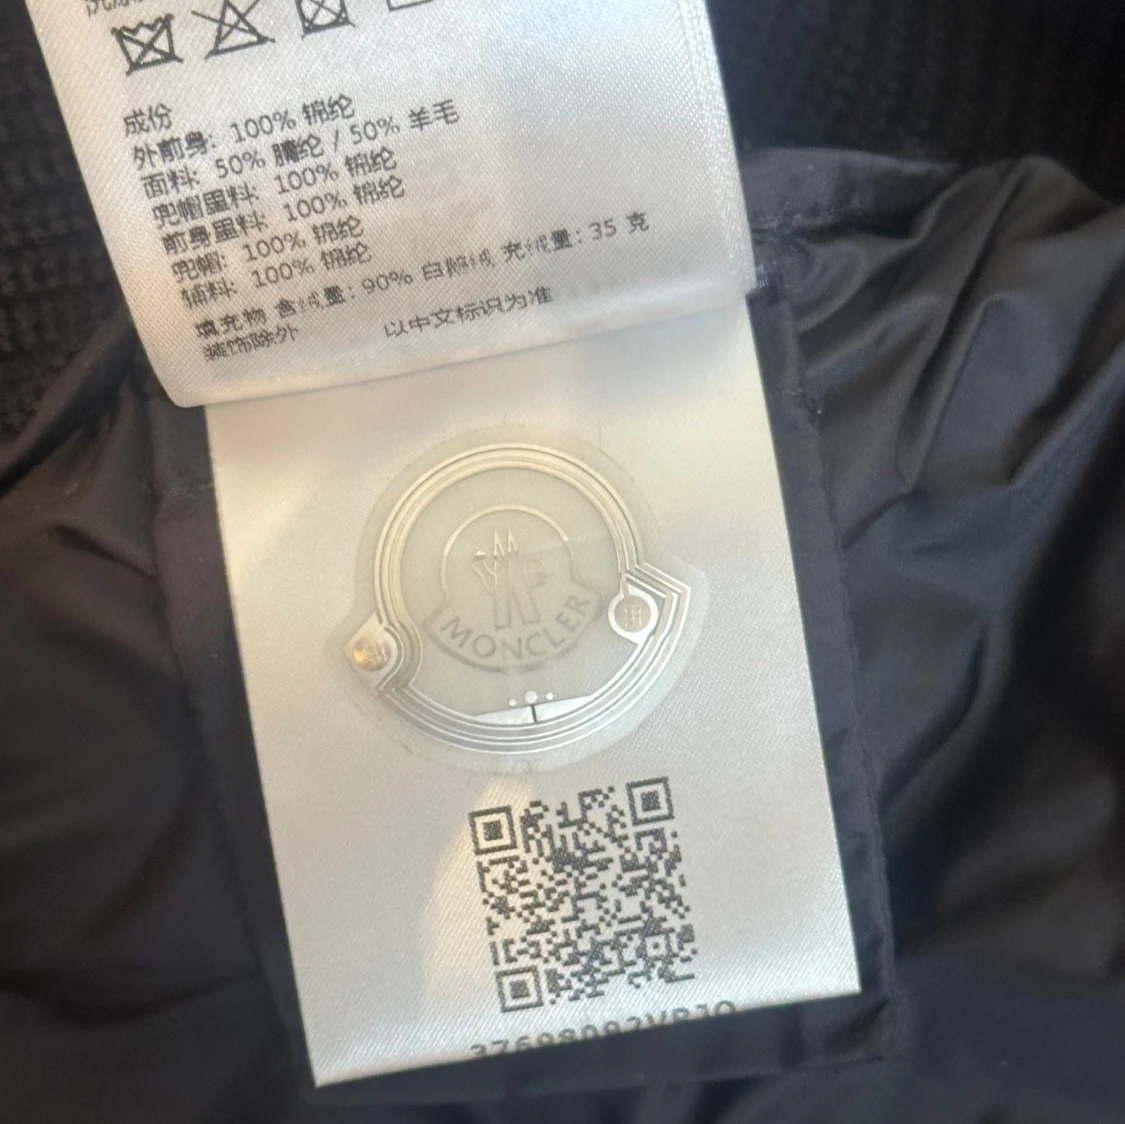 成份
外前身: 100% 锦纶
面料: 50% 腈纶 / 50% 羊毛
兜帽里料: 100% 锦纶
前身里料: 100% 锦纶
兜帽: 100% 锦纶
辅料: 100% 锦纶
填充物 含绒量: 90% 白鸭绒 充绒量: 35 克
装饰除外 以中文标识为准
MONCLER